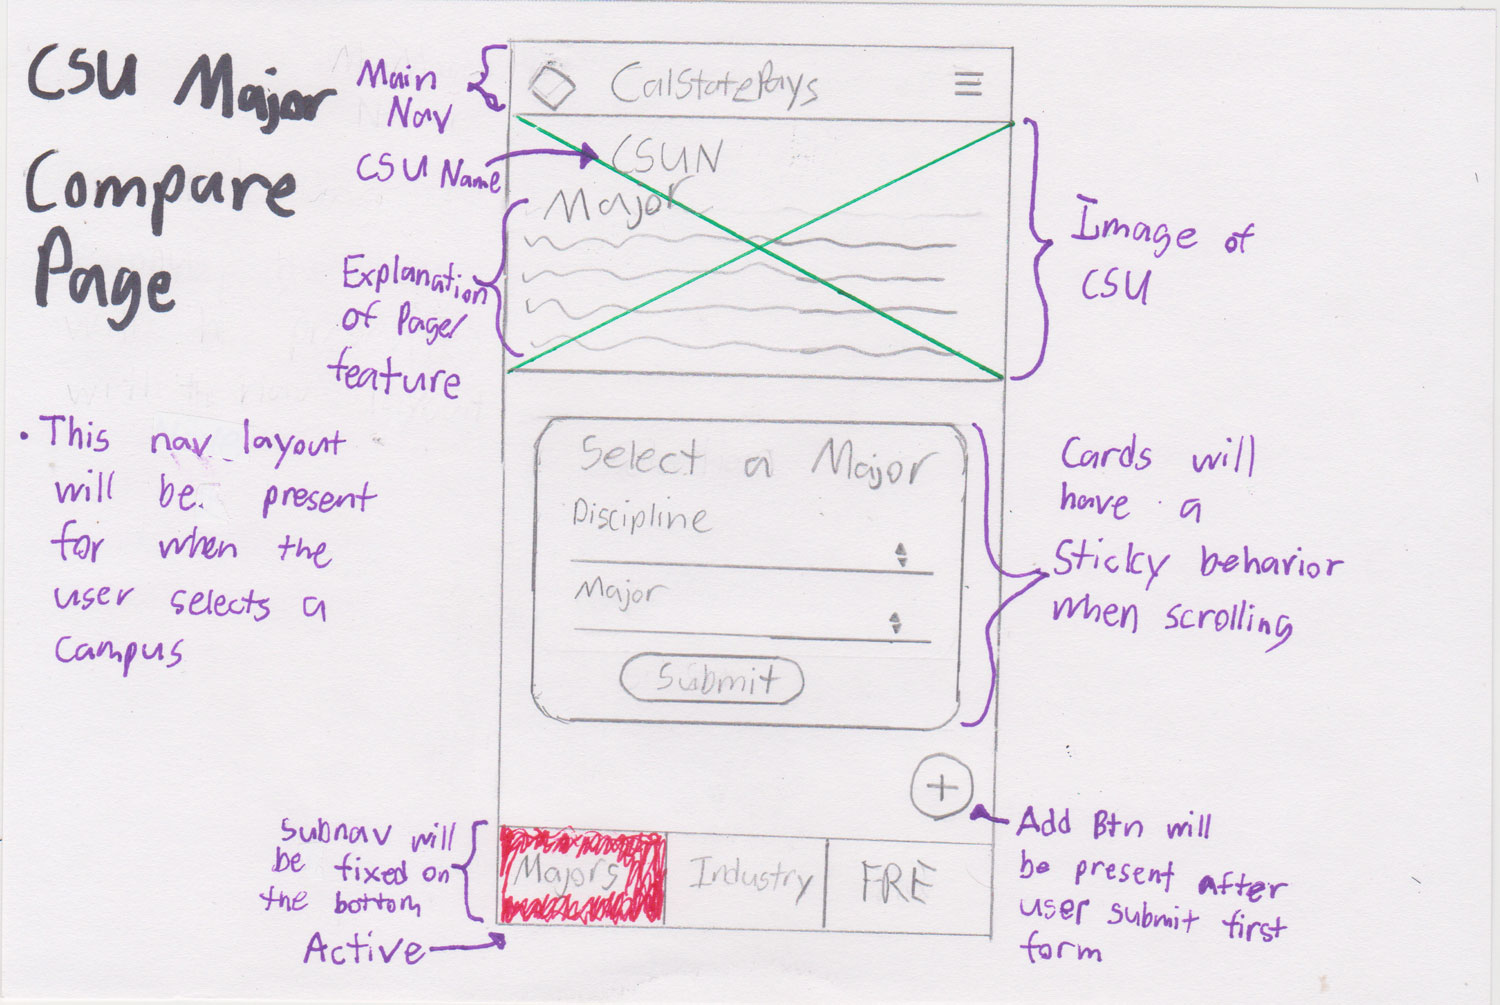 CSU Major
Compare
Page
Main
Nav
CSU Name
Explanation
of Page/
feature
• This nav layout
will be present
for when the
user selects a
campus
Subnav will
be fixed on
the bottom
Active
CalStatePays
CSUN
Major
Select a Major
Discipline
Major
Submit
+
Majors
Industry
FRE
Image of
CSU
Cards will
have a
Sticky behavior
when scrolling
Add Btn will
be present after
user submit first
form